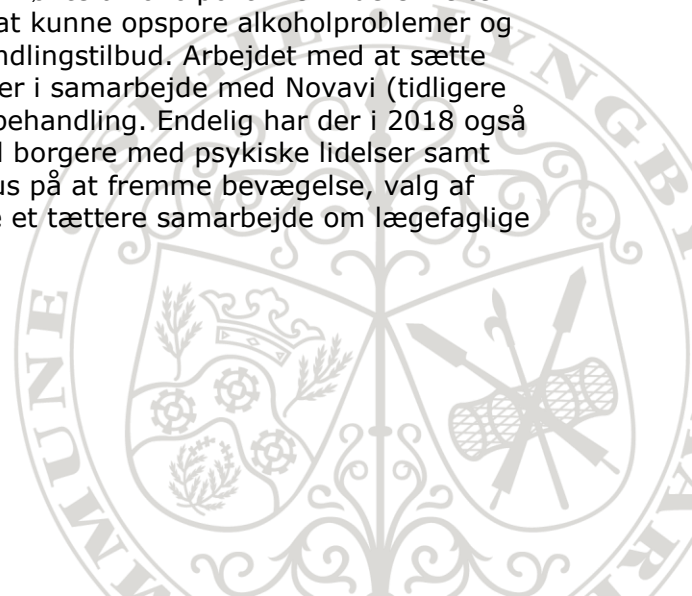 at kunne opspore alkoholproblemer og
ndlingstilbud. Arbejdet med at sætte
er i samarbejde med Novavi (tidligere
behandling. Endelig har der i 2018 også
l borgere med psykiske lidelser samt
us på at fremme bevægelse, valg af
e et tættere samarbejde om lægefaglige
LYNGBY
MMUNE